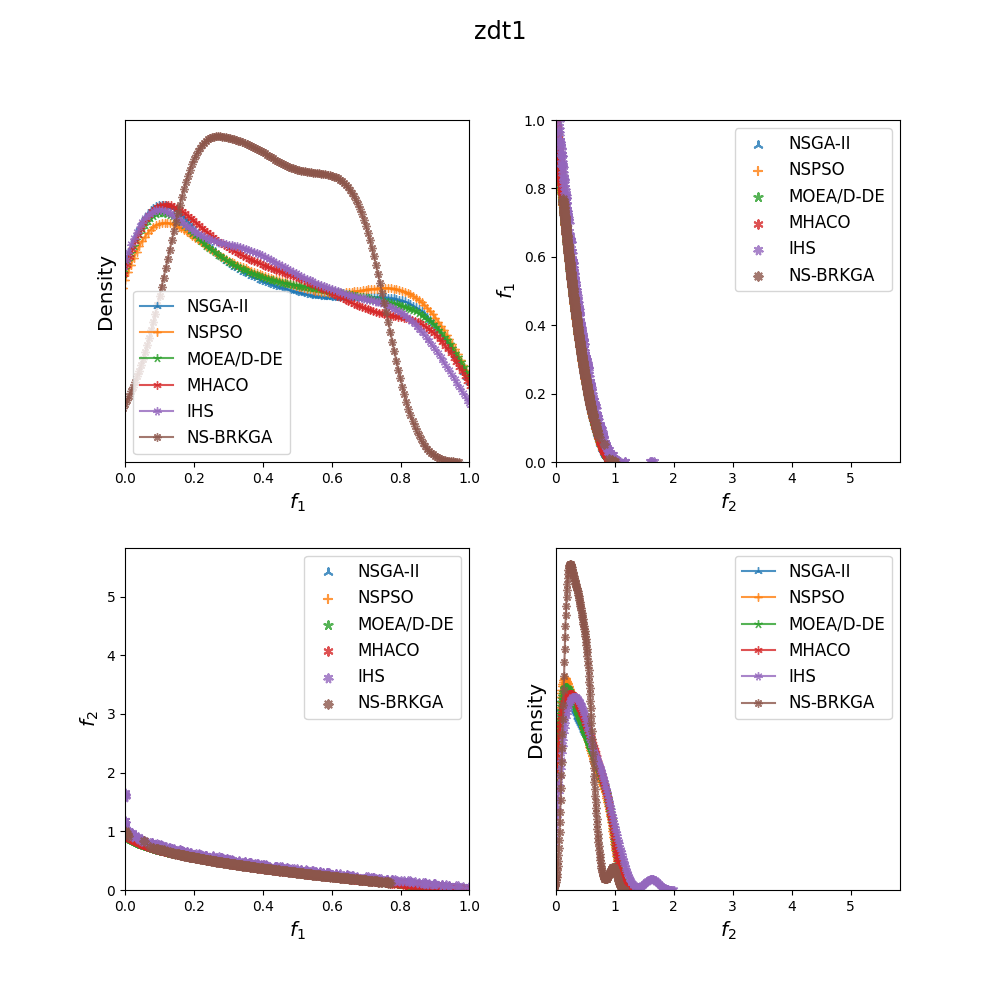 zdt1
Density
NSGA-II
NSPSO
MOEA/D-DE
MHACO
IHS
NS-BRKGA
0.0 0.2 0.4 0.6 0.8 1.0
f1
f1
1.0
0.8
0.6
0.4
0.2
0.0
NSGA-II
NSPSO
MOEA/D-DE
MHACO
IHS
NS-BRKGA
0 1 2 3 4 5
f2
f2
5
4
3
2
1
0
NSGA-II
NSPSO
MOEA/D-DE
MHACO
IHS
NS-BRKGA
0.0 0.2 0.4 0.6 0.8 1.0
f1
Density
NSGA-II
NSPSO
MOEA/D-DE
MHACO
IHS
NS-BRKGA
0 1 2 3 4 5
f2